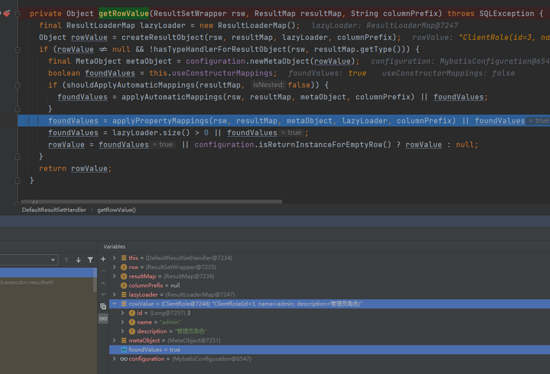 private Object getRowValue(ResultSetWrapper rsw, ResultMap resultMap, String columnPrefix) throws SQLException {
final ResultLoaderMap lazyLoader = new ResultLoaderMap(); lazyLoader: ResultLoaderMap@7247
Object rowValue = createResultObject(rsw, resultMap, lazyLoader, columnPrefix); rowValue: "ClientRole(id=3, na
if (rowValue ≠ null && !hasTypeHandlerForResultObject(rsw, resultMap.getType())) {
final MetaObject metaObject = configuration.newMetaObject(rowValue); configuration: MybatisConfiguration@654
boolean foundValues = this.useConstructorMappings; foundValues: true useConstructorMappings: false
if (shouldApplyAutomaticMappings(resultMap, isNested: false)) {
foundValues = applyAutomaticMappings(rsw, resultMap, metaObject, columnPrefix) || foundValues;
}
foundValues = applyPropertyMappings(rsw, resultMap, metaObject, lazyLoader, columnPrefix) || foundValues = true
foundValues = lazyLoader.size() > 0 || foundValues = true ;
rowValue = foundValues = true || configuration.isReturnInstanceForEmptyRow() ? rowValue : null;
}
return rowValue;
}
DefaultResultSetHandler › getRowValue()
Variables
this = {DefaultResultSetHandler@7234}
rsw = {ResultSetWrapper@7235}
resultMap = {ResultMap@7236}
columnPrefix = null
lazyLoader = {ResultLoaderMap@7247}
rowValue = {ClientRole@7248} "ClientRole(id=3, name=admin, description=管理员角色)"
id = {Long@7257} 3
name = "admin"
description = "管理员角色"
metaObject = {MetaObject@7251}
foundValues = true
configuration = {MybatisConfiguration@6547}